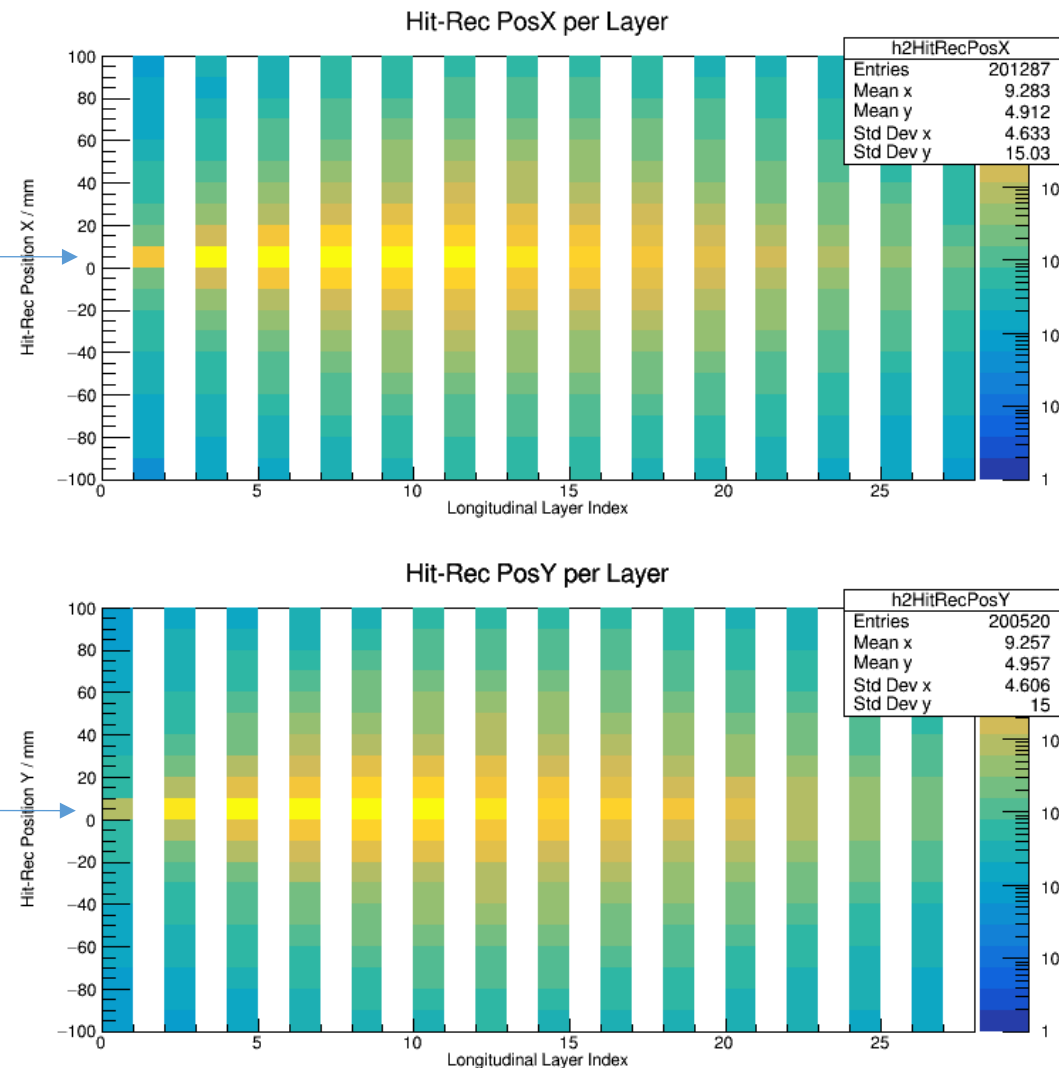 Hit-Rec PosX per Layer
h2HitRecPosX
Entries 201287
Mean x 9.283
Mean y 4.912
Std Dev x 4.633
Std Dev y 15.03
100
80
60
40
20
0
−20
−40
−60
−80
−100
Hit-Rec Position X / mm
10
10
10
10
1
0 5 10 15 20 25
Longitudinal Layer Index
Hit-Rec PosY per Layer
h2HitRecPosY
Entries 200520
Mean x 9.257
Mean y 4.957
Std Dev x 4.606
Std Dev y 15
100
80
60
40
20
0
−20
−40
−60
−80
−100
Hit-Rec Position Y / mm
10
10
10
10
1
0 5 10 15 20 25
Longitudinal Layer Index